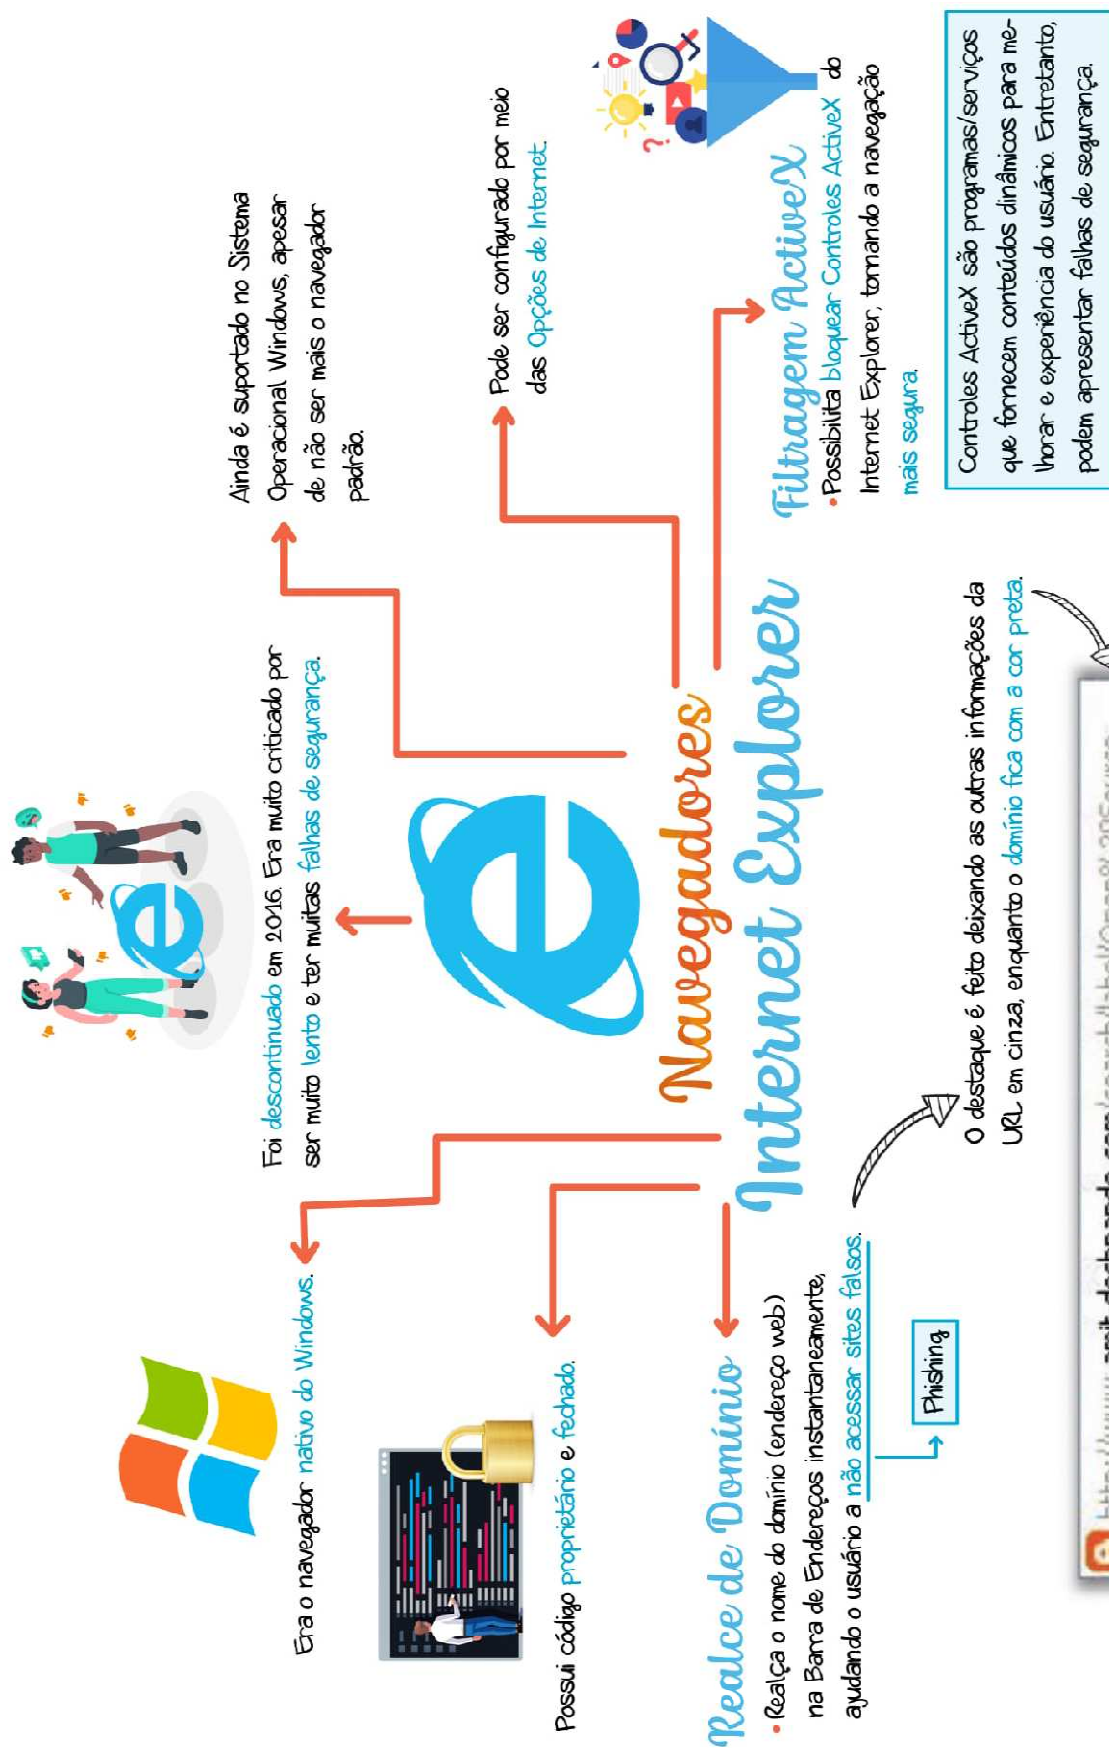 Foi descontinuado em 2016. Era muito criticado por
ser muito lento e ter muitas falhas de segurança.
Ainda é suportado no Sistema
Operacional Windows, apesar
de não ser mais o navegador
padrão.
Era o navegador nativo do Windows.
Pode ser configurado por meio
das Opções de Internet.
Possui código proprietário e fechado.
Navegadores
Internet Explorer
Realce de Domínio
• Realça o nome do domínio (endereço web)
na Barra de Endereços instantaneamente,
ajudando o usuário a não acessar sites falsos.
Phishing
O destaque é feito deixando as outras informações da
URL em cinza, enquanto o domínio fica com a cor preta.
Filtragem ActiveX
• Possibilita bloquear Controles ActiveX do
Internet Explorer, tornando a navegação
mais segura.
Controles ActiveX são programas/serviços
que fornecem conteúdos dinâmicos para me-
lhorar e experiência do usuário. Entretanto,
podem apresentar falhas de segurança.